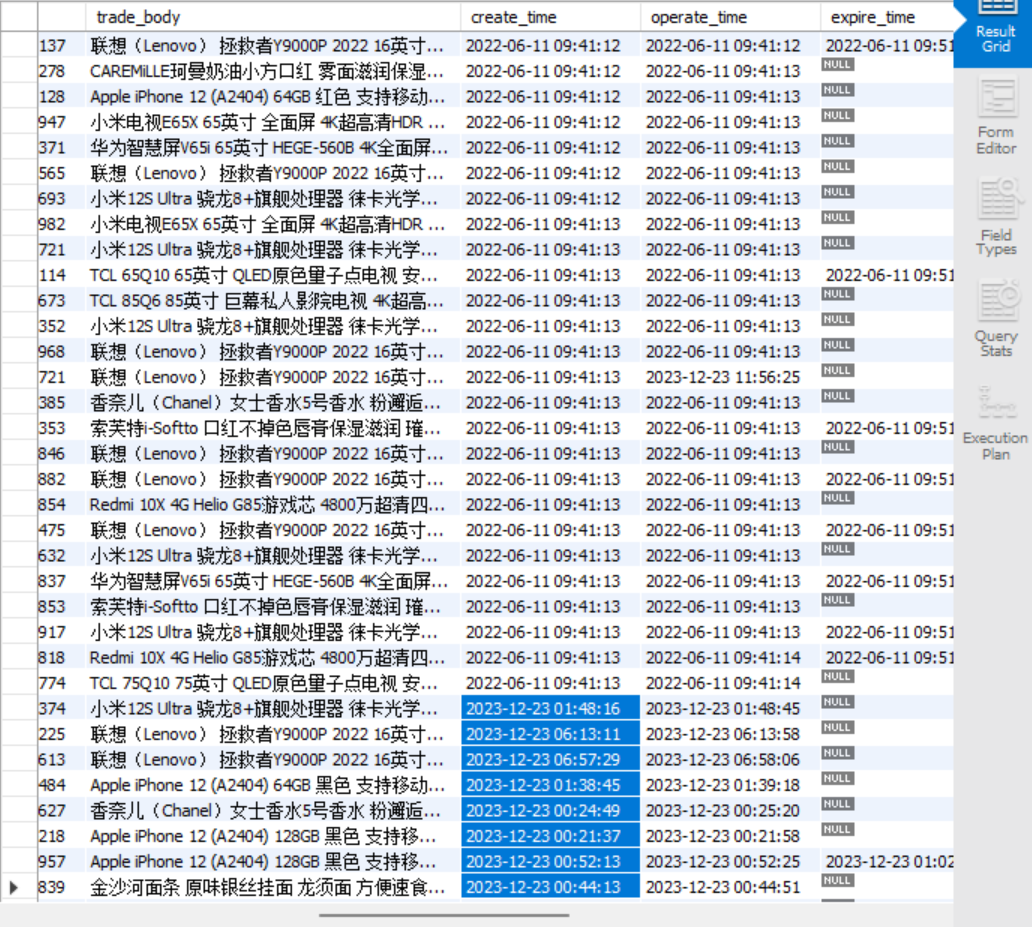 trade_body create_time operate_time expire_time
137 联想（Lenovo）拯救者Y9000P 2022 16英寸... 2022-06-11 09:41:12 2022-06-11 09:41:12 2022-06-11 09:51
278 CAREMiLLE珂曼奶油小方口红 雾面滋润保湿... 2022-06-11 09:41:12 2022-06-11 09:41:13 NULL
128 Apple iPhone 12 (A2404) 64GB 红色 支持移动... 2022-06-11 09:41:12 2022-06-11 09:41:13 NULL
947 小米电视E65X 65英寸 全面屏 4K超高清HDR ... 2022-06-11 09:41:12 2022-06-11 09:41:13 NULL
371 华为智慧屏V65i 65英寸 HEGE-560B 4K全面屏... 2022-06-11 09:41:12 2022-06-11 09:41:13 NULL
565 联想（Lenovo）拯救者Y9000P 2022 16英寸... 2022-06-11 09:41:12 2022-06-11 09:41:13 NULL
693 小米12S Ultra 骁龙8+旗舰处理器 徕卡光学... 2022-06-11 09:41:12 2022-06-11 09:41:13 NULL
982 小米电视E65X 65英寸 全面屏 4K超高清HDR ... 2022-06-11 09:41:13 2022-06-11 09:41:13 NULL
721 小米12S Ultra 骁龙8+旗舰处理器 徕卡光学... 2022-06-11 09:41:13 2022-06-11 09:41:13 NULL
114 TCL 65Q10 65英寸 QLED原色量子点电视 安... 2022-06-11 09:41:13 2022-06-11 09:41:13 2022-06-11 09:51
673 TCL 85Q6 85英寸 巨幕私人影院电视 4K超高... 2022-06-11 09:41:13 2022-06-11 09:41:13 NULL
352 小米12S Ultra 骁龙8+旗舰处理器 徕卡光学... 2022-06-11 09:41:13 2022-06-11 09:41:13 NULL
968 联想（Lenovo）拯救者Y9000P 2022 16英寸... 2022-06-11 09:41:13 2022-06-11 09:41:13 NULL
721 联想（Lenovo）拯救者Y9000P 2022 16英寸... 2022-06-11 09:41:13 2023-12-23 11:56:25 NULL
385 香奈儿（Chanel）女士香水5号香水 粉邂逅... 2022-06-11 09:41:13 2022-06-11 09:41:13 NULL
353 索芙特i-Softto 口红不掉色唇膏保湿滋润 璀... 2022-06-11 09:41:13 2022-06-11 09:41:13 2022-06-11 09:51
846 联想（Lenovo）拯救者Y9000P 2022 16英寸... 2022-06-11 09:41:13 2022-06-11 09:41:13 NULL
882 联想（Lenovo）拯救者Y9000P 2022 16英寸... 2022-06-11 09:41:13 2022-06-11 09:41:13 2022-06-11 09:51
854 Redmi 10X 4G Helio G85游戏芯 4800万超清四... 2022-06-11 09:41:13 2022-06-11 09:41:13 NULL
475 联想（Lenovo）拯救者Y9000P 2022 16英寸... 2022-06-11 09:41:13 2022-06-11 09:41:13 2022-06-11 09:51
632 小米12S Ultra 骁龙8+旗舰处理器 徕卡光学... 2022-06-11 09:41:13 2022-06-11 09:41:13 NULL
837 华为智慧屏V65i 65英寸 HEGE-560B 4K全面屏... 2022-06-11 09:41:13 2022-06-11 09:41:13 2022-06-11 09:51
853 索芙特i-Softto 口红不掉色唇膏保湿滋润 璀... 2022-06-11 09:41:13 2022-06-11 09:41:13 NULL
917 小米12S Ultra 骁龙8+旗舰处理器 徕卡光学... 2022-06-11 09:41:13 2022-06-11 09:41:13 2022-06-11 09:51
818 Redmi 10X 4G Helio G85游戏芯 4800万超清四... 2022-06-11 09:41:13 2022-06-11 09:41:14 2022-06-11 09:51
774 TCL 75Q10 75英寸 QLED原色量子点电视 安... 2022-06-11 09:41:13 2022-06-11 09:41:14 NULL
374 小米12S Ultra 骁龙8+旗舰处理器 徕卡光学... 2023-12-23 01:48:16 2023-12-23 01:48:45 NULL
225 联想（Lenovo）拯救者Y9000P 2022 16英寸... 2023-12-23 06:13:11 2023-12-23 06:13:58 NULL
613 联想（Lenovo）拯救者Y9000P 2022 16英寸... 2023-12-23 06:57:29 2023-12-23 06:58:06 NULL
484 Apple iPhone 12 (A2404) 64GB 黑色 支持移动... 2023-12-23 01:38:45 2023-12-23 01:39:18 NULL
627 香奈儿（Chanel）女士香水5号香水 粉邂逅... 2023-12-23 00:24:49 2023-12-23 00:25:20 NULL
218 Apple iPhone 12 (A2404) 128GB 黑色 支持移... 2023-12-23 00:21:37 2023-12-23 00:21:58 NULL
957 Apple iPhone 12 (A2404) 128GB 黑色 支持移... 2023-12-23 00:52:13 2023-12-23 00:52:25 2023-12-23 01:02
839 金沙河面条 原味银丝挂面 龙须面 方便速食... 2023-12-23 00:44:13 2023-12-23 00:44:51 NULL
Result
Grid
Form
Editor
Field
Types
Query
Stats
Execution
Plan